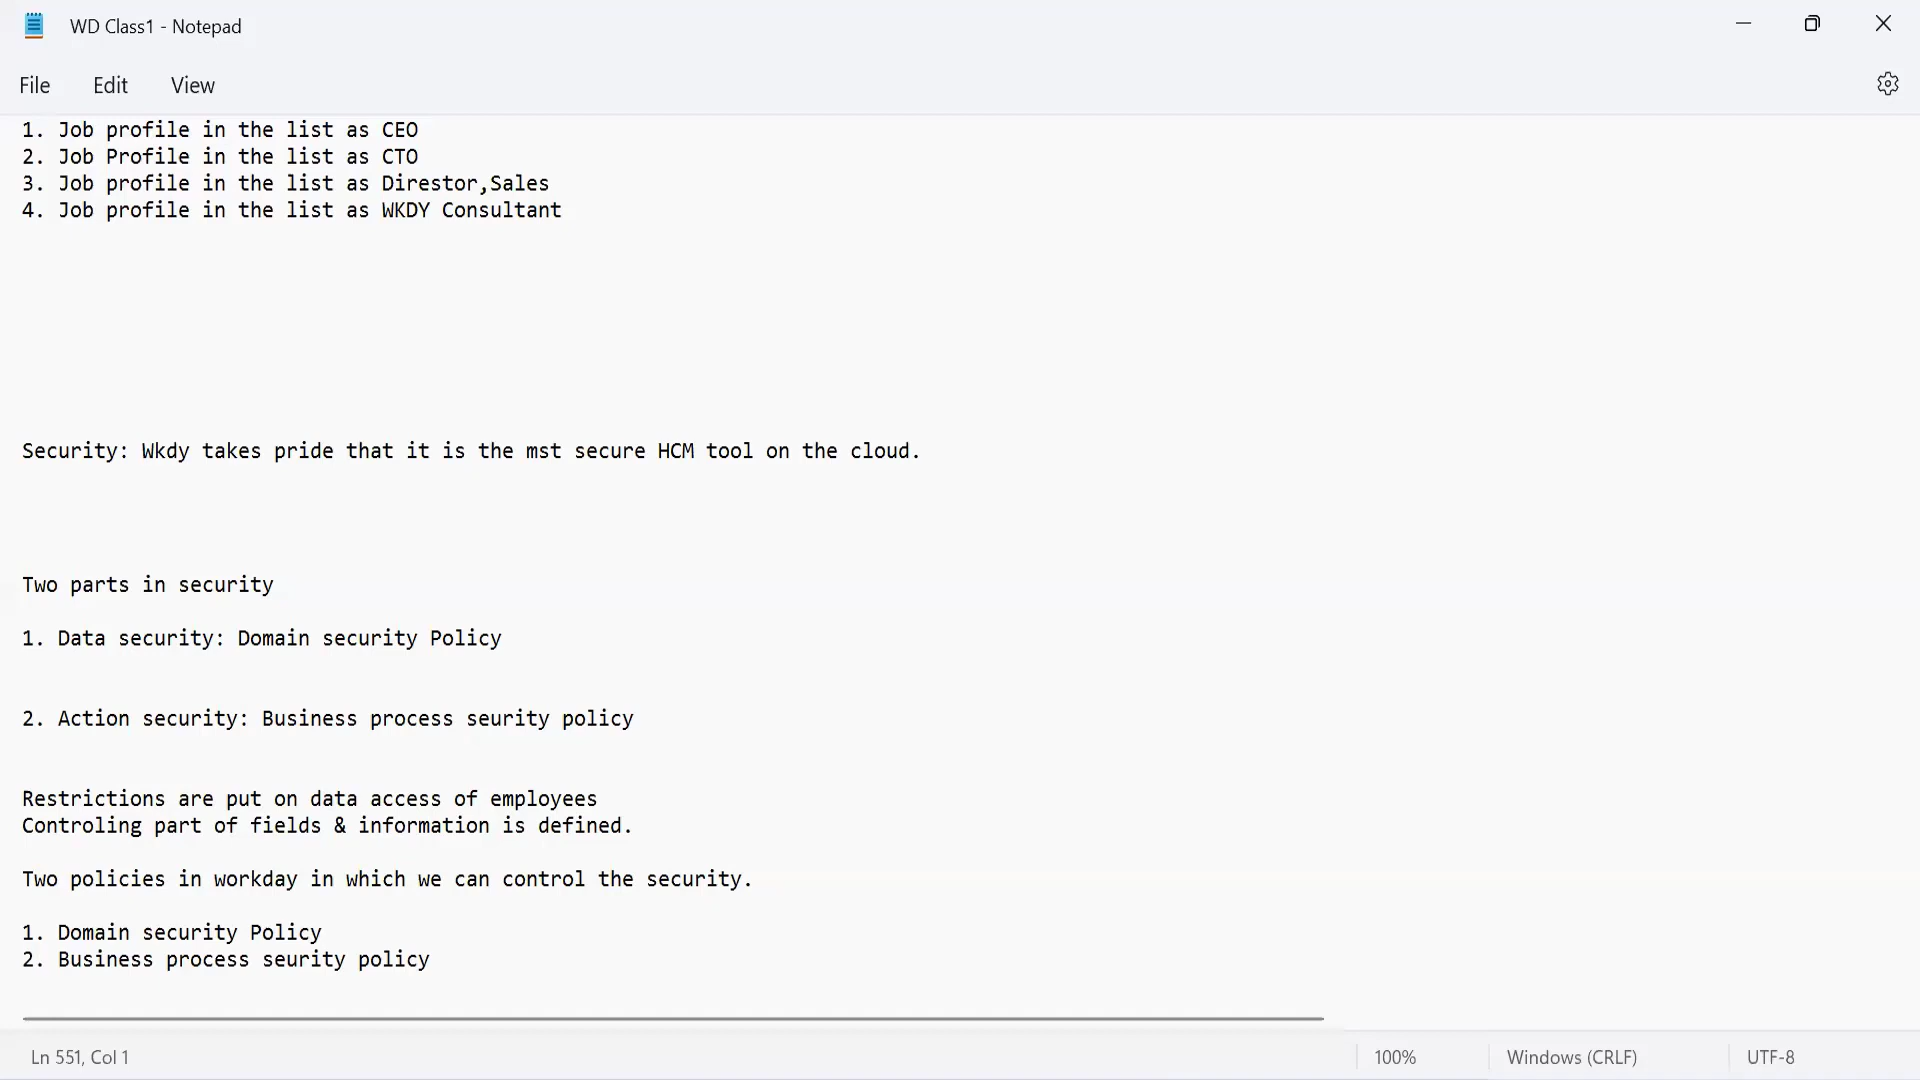 WD Class1 - Notepad
File Edit View
1. Job profile in the list as CEO
2. Job Profile in the list as CTO
3. Job profile in the list as Direstor,Sales
4. Job profile in the list as WKDY Consultant
Security: Wkdy takes pride that it is the mst secure HCM tool on the cloud.
Two parts in security
1. Data security: Domain security Policy
2. Action security: Business process seurity policy
Restrictions are put on data access of employees
Controling part of fields & information is defined.
Two policies in workday in which we can control the security.
1. Domain security Policy
2. Business process seurity policy
Ln 551, Col 1 100% Windows (CRLF) UTF-8